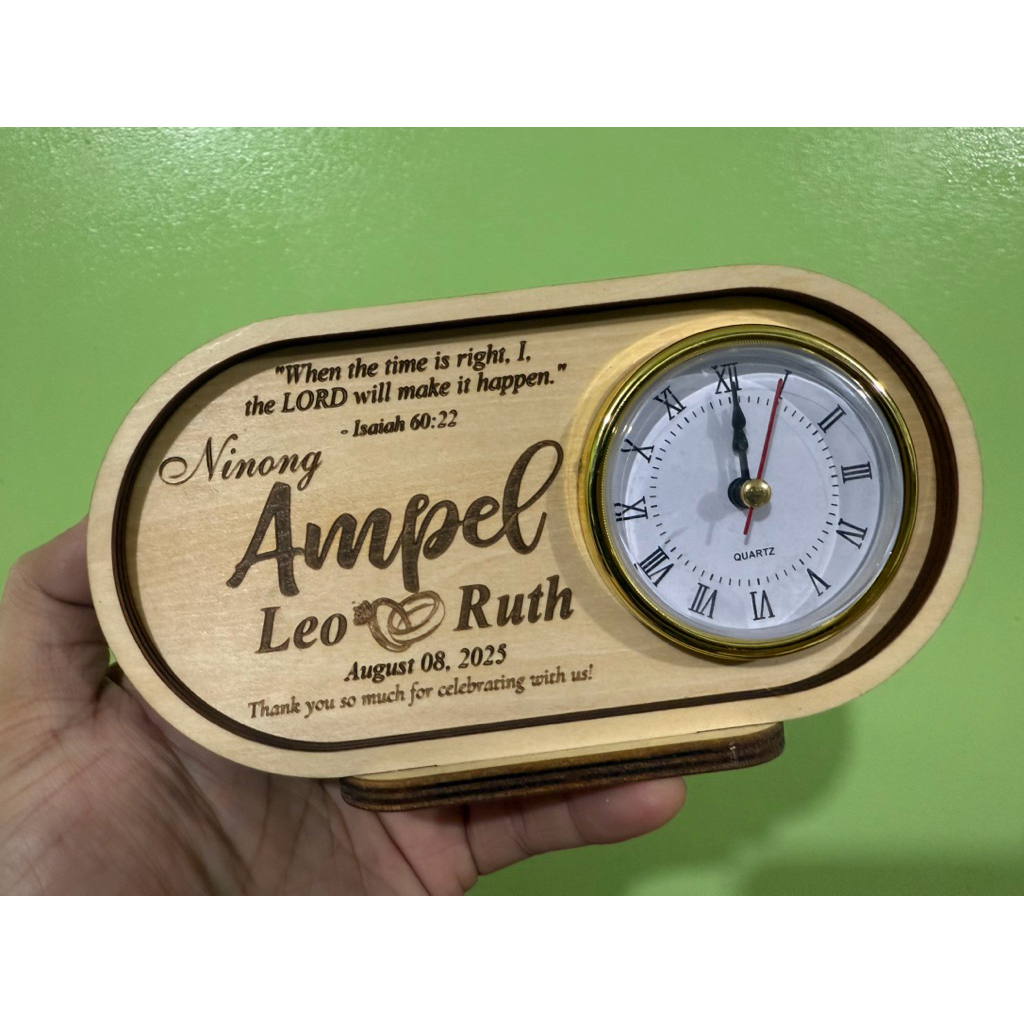 "When the time is right, I,
the LORD will make it happen."
- Isaiah 60:22
Ninong
Ampel
Leo Ruth
August 08, 2025
Thank you so much for celebrating with us!
XII
I
II
III
IV
V
VI
VII
VIII
IX
X
XI
QUARTZ